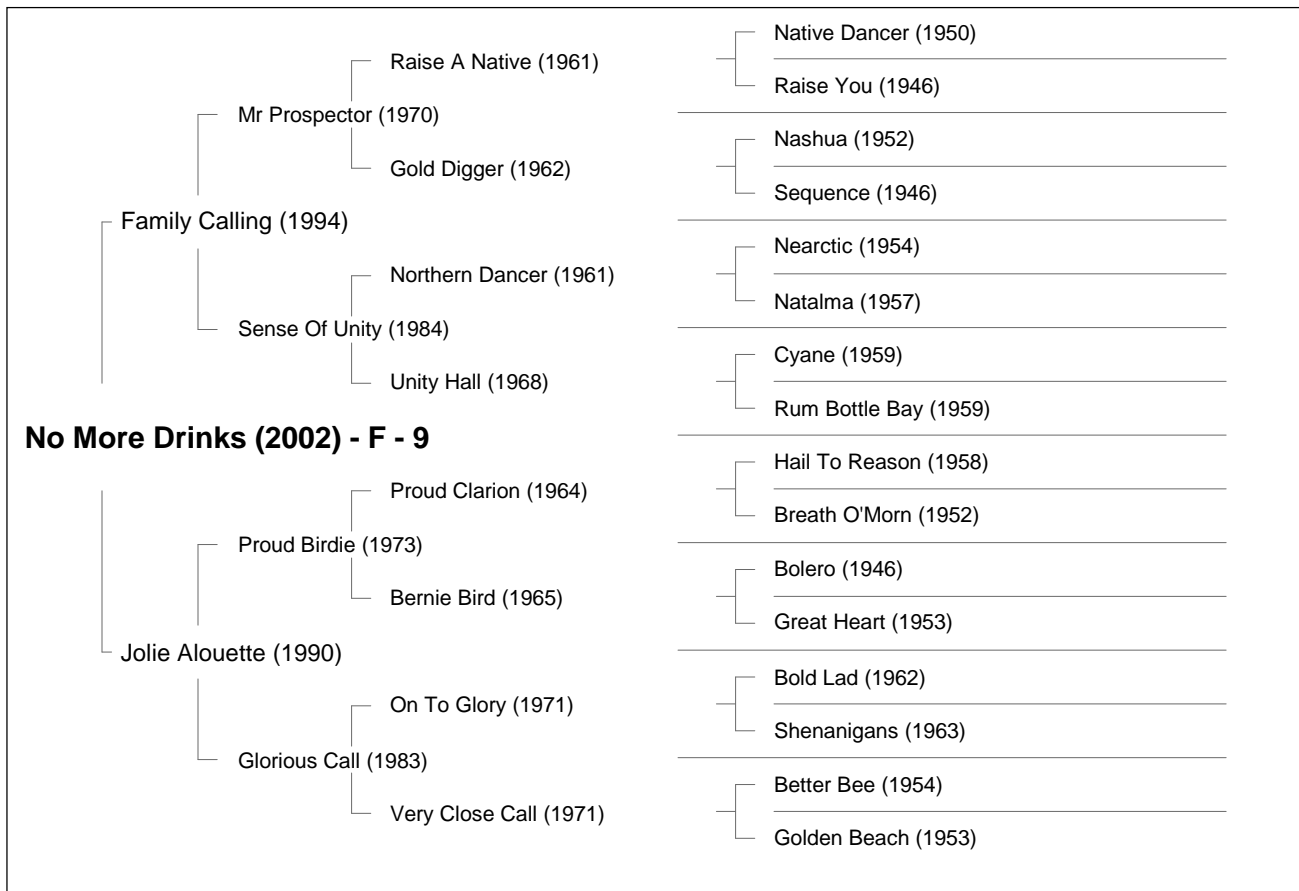 Native Dancer (1950)
Raise A Native (1961)
Raise You (1946)
Mr Prospector (1970)
Nashua (1952)
Gold Digger (1962)
Sequence (1946)
Family Calling (1994)
Nearctic (1954)
Northern Dancer (1961)
Natalma (1957)
Sense Of Unity (1984)
Cyane (1959)
Unity Hall (1968)
Rum Bottle Bay (1959)
No More Drinks (2002) - F - 9
Hail To Reason (1958)
Proud Clarion (1964)
Breath O'Morn (1952)
Proud Birdie (1973)
Bolero (1946)
Bernie Bird (1965)
Great Heart (1953)
Jolie Alouette (1990)
Bold Lad (1962)
On To Glory (1971)
Shenanigans (1963)
Glorious Call (1983)
Better Bee (1954)
Very Close Call (1971)
Golden Beach (1953)